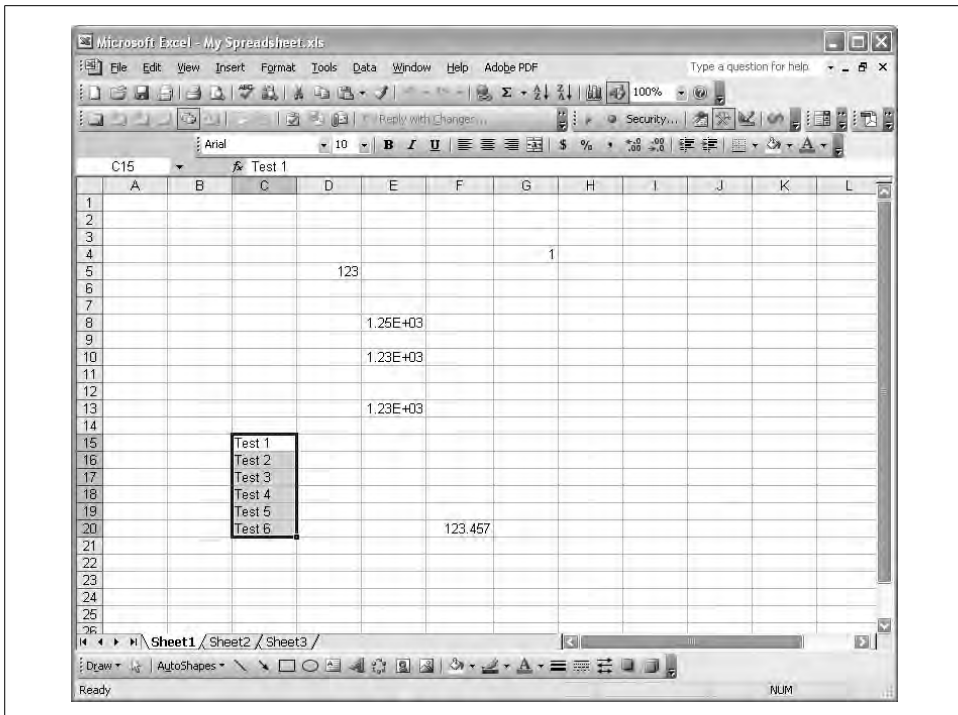 Microsoft Excel - My Spreadsheet.xls
File Edit View Insert Format Tools Data Window Help Adobe PDF Type a question for help
100%
Reply with Changes... Security...
Arial 10 B I U $ % ,
C15 fx Test 1
A B C D E F G H I J K L
1
2
3
4 1
5 123
6
7
8 1.25E+03
9
10 1.23E+03
11
12
13 1.23E+03
14
15 Test 1
16 Test 2
17 Test 3
18 Test 4
19 Test 5
20 Test 6 123.457
21
22
23
24
25
26
Sheet1 Sheet2 Sheet3
Draw AutoShapes
Ready NUM